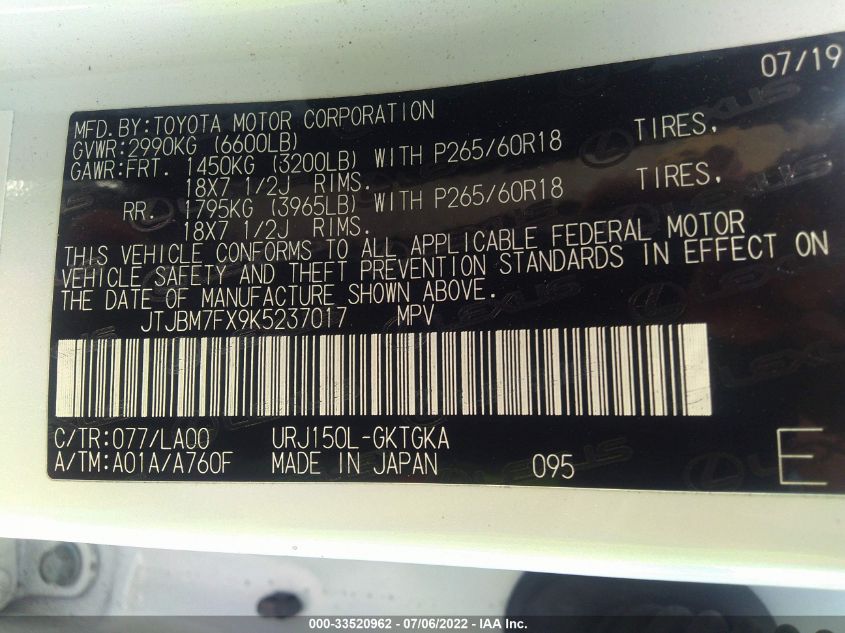 07/19
MFD.BY:TOYOTA MOTOR CORPORATION
GVWR:2990KG (6600LB)
GAWR:FRT. 1450KG (3200LB) WITH P265/60R18 TIRES,
18X7 1/2J RIMS.
RR. 1795KG (3965LB) WITH P265/60R18 TIRES,
18X7 1/2J RIMS.
THIS VEHICLE CONFORMS TO ALL APPLICABLE FEDERAL MOTOR
VEHICLE SAFETY AND THEFT PREVENTION STANDARDS IN EFFECT ON
THE DATE OF MANUFACTURE SHOWN ABOVE.
JTJBM7FX9K5237017 MPV
C/TR:077/LA00 URJ150L-GKTGKA
A/TM:A01A/A760F MADE IN JAPAN 095 E
LEXUS
000-33520962 - 07/06/2022 - IAA Inc.